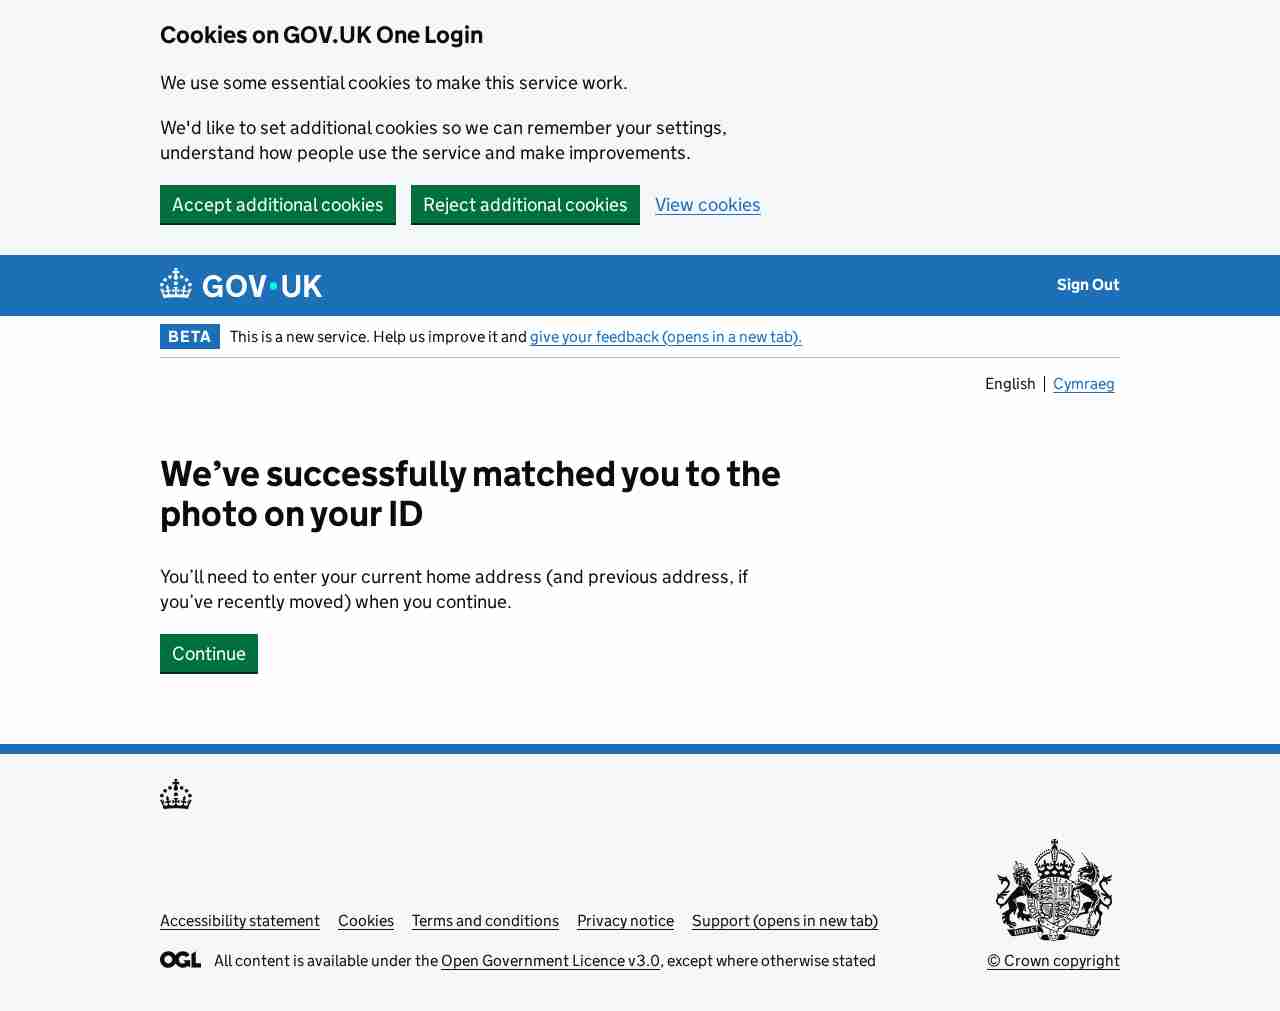 Cookies on GOV.UK One Login
We use some essential cookies to make this service work.
We'd like to set additional cookies so we can remember your settings,
understand how people use the service and make improvements.
Accept additional cookies
Reject additional cookies
View cookies
GOV·UK
Sign Out
BETA
This is a new service. Help us improve it and give your feedback (opens in a new tab).
English
Cymraeg
We’ve successfully matched you to the
photo on your ID
You’ll need to enter your current home address (and previous address, if
you’ve recently moved) when you continue.
Continue
Accessibility statement
Cookies
Terms and conditions
Privacy notice
Support (opens in new tab)
OGL
All content is available under the Open Government Licence v3.0, except where otherwise stated
© Crown copyright